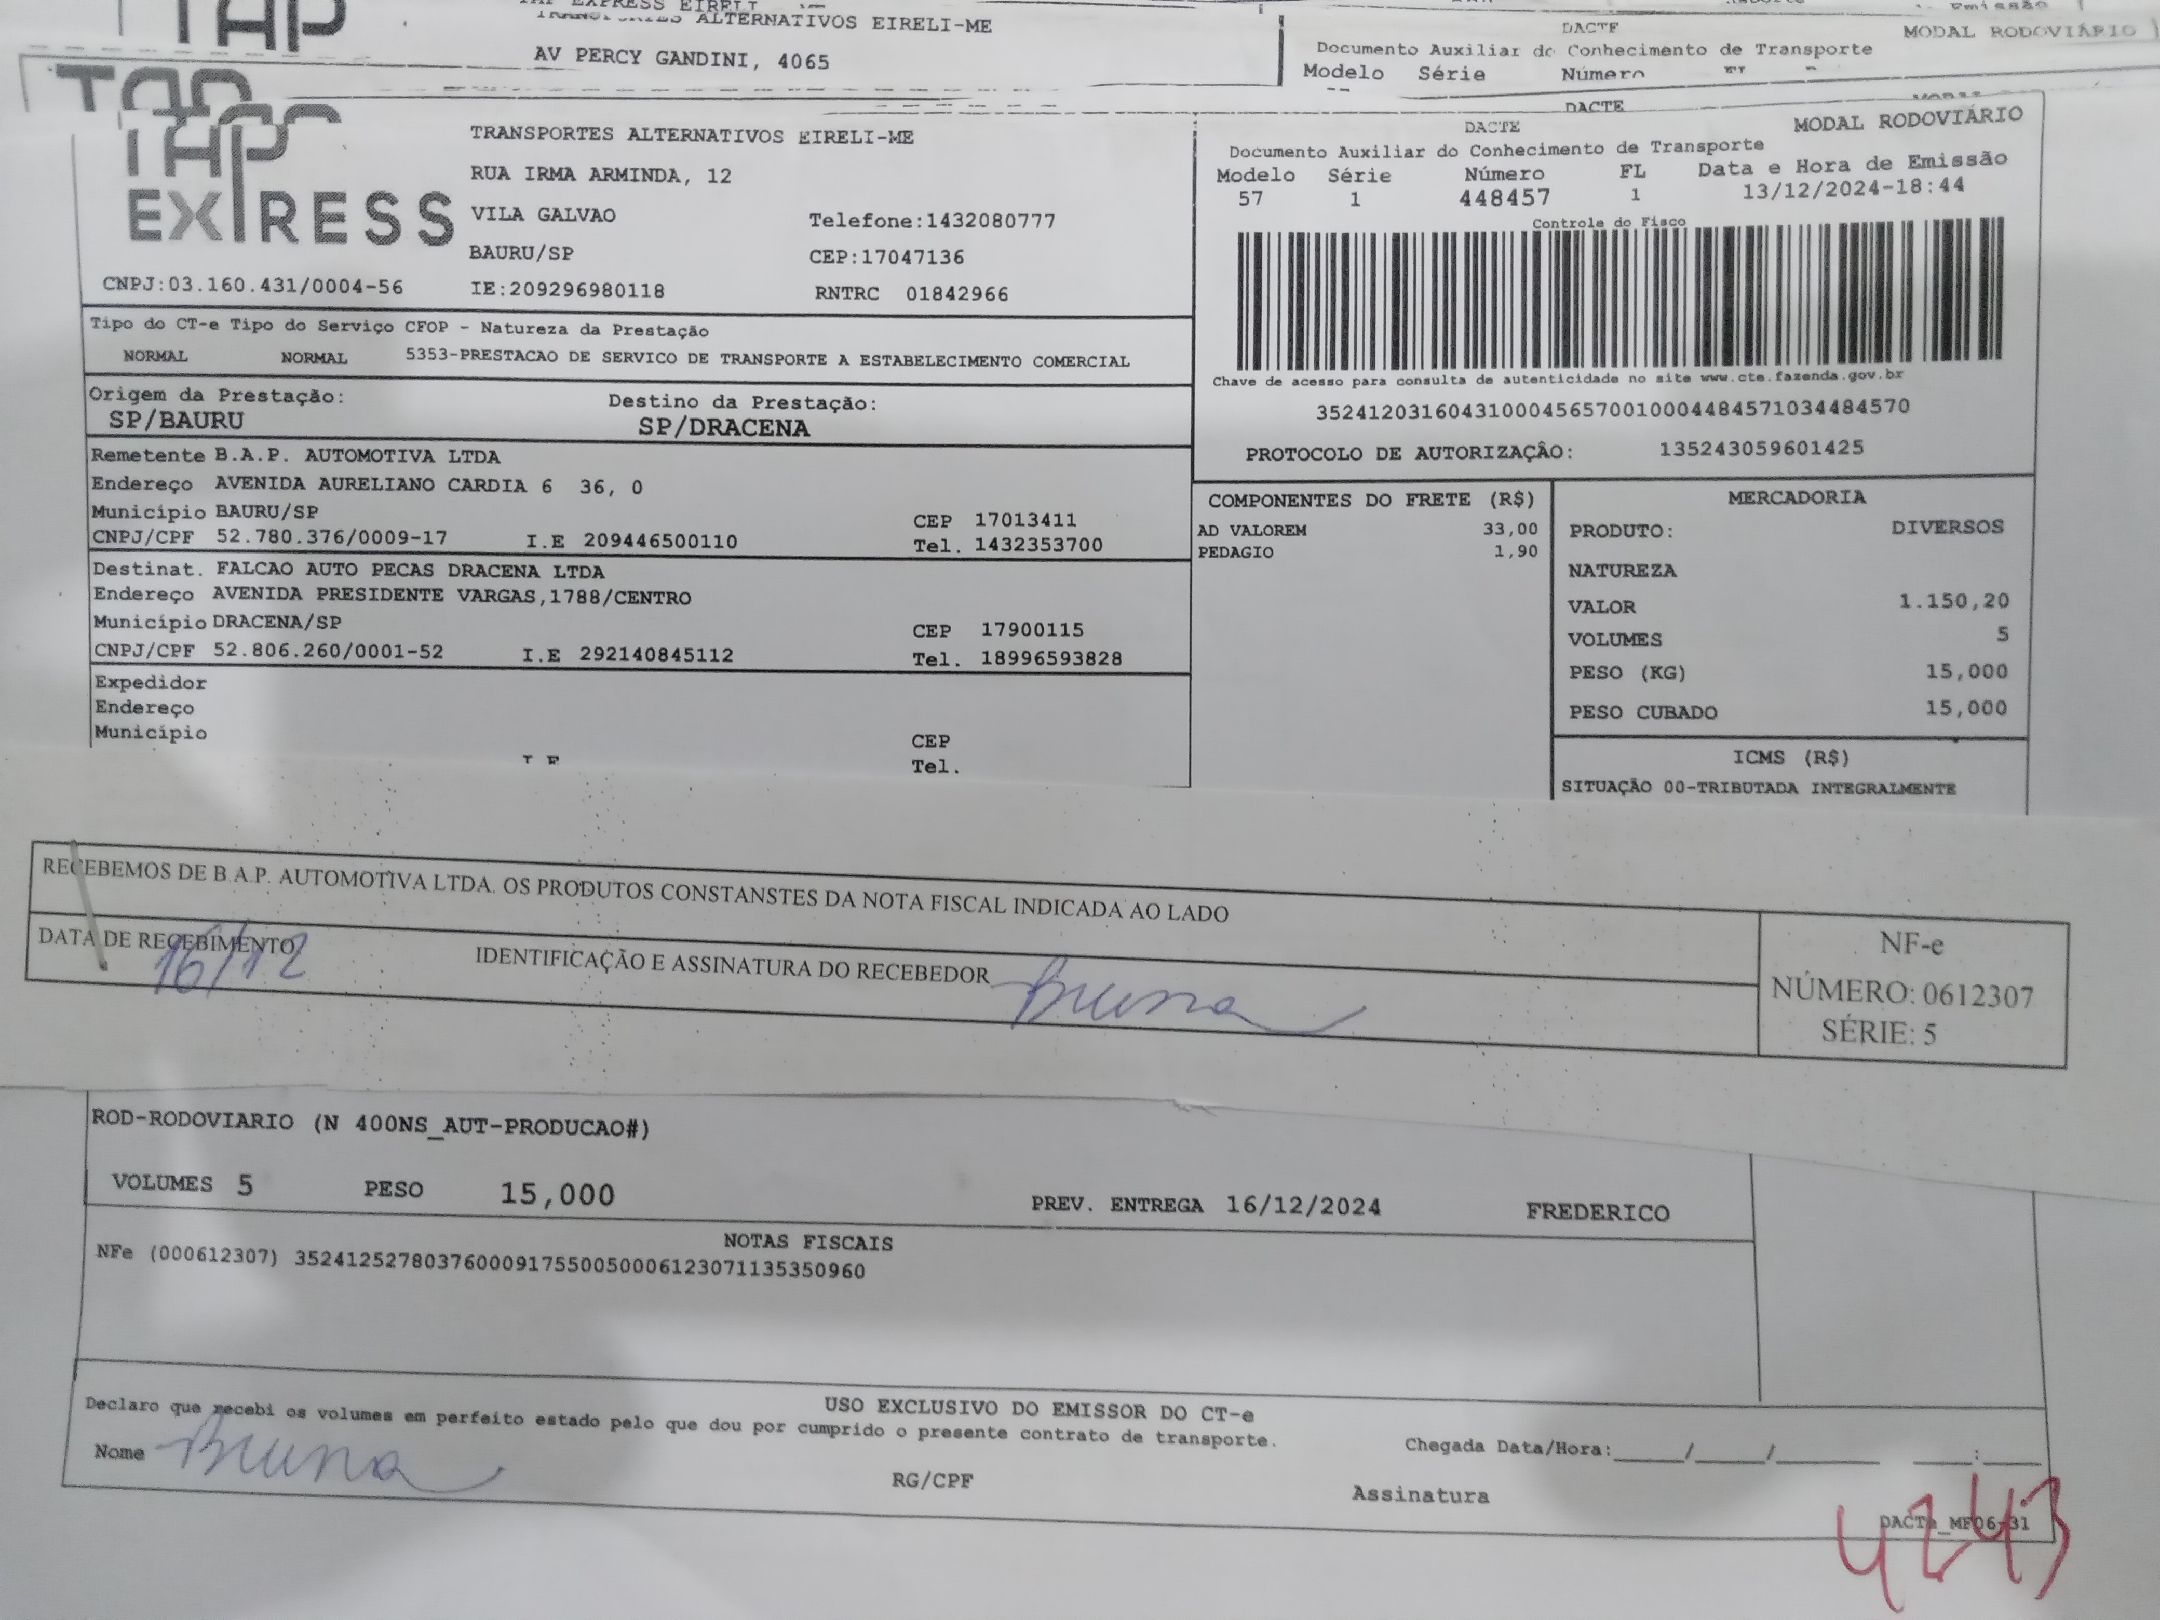 TRANSPORTES ALTERNATIVOS EIRELI-ME
AV PERCY GANDINI, 4065
DACTE
MODAL RODOVIÁRIO
Documento Auxiliar do Conhecimento de Transporte
Modelo Série Número
TAP EXPRESS
TRANSPORTES ALTERNATIVOS EIRELI-ME
RUA IRMA ARMINDA, 12
VILA GALVAO Telefone:1432080777
BAURU/SP CEP:17047136
CNPJ:03.160.431/0004-56 IE:209296980118 RNTRC 01842966
DACTE
DACTE MODAL RODOVIÁRIO
Documento Auxiliar do Conhecimento de Transporte
Modelo Série Número FL Data e Hora de Emissão
57 1 448457 1 13/12/2024-18:44
Controle do Fisco
Chave de acesso para consulta de autenticidade no site www.cte.fazenda.gov.br
35241203160431000456570010004484571034484570
PROTOCOLO DE AUTORIZAÇÂO: 135243059601425
Tipo do CT-e Tipo do Serviço CFOP - Natureza da Prestação
NORMAL NORMAL 5353-PRESTACAO DE SERVICO DE TRANSPORTE A ESTABELECIMENTO COMERCIAL
Origem da Prestação: Destino da Prestação:
SP/BAURU SP/DRACENA
Remetente B.A.P. AUTOMOTIVA LTDA
Endereço AVENIDA AURELIANO CARDIA 6 36, 0
Município BAURU/SP CEP 17013411
CNPJ/CPF 52.780.376/0009-17 I.E 209446500110 Tel. 1432353700
Destinat. FALCAO AUTO PECAS DRACENA LTDA
Endereço AVENIDA PRESIDENTE VARGAS,1788/CENTRO
Município DRACENA/SP CEP 17900115
CNPJ/CPF 52.806.260/0001-52 I.E 292140845112 Tel. 18996593828
Expedidor
Endereço
Município CEP
Tel.
COMPONENTES DO FRETE (R$)
AD VALOREM 33,00
PEDAGIO 1,90
MERCADORIA
PRODUTO: DIVERSOS
NATUREZA
VALOR 1.150,20
VOLUMES 5
PESO (KG) 15,000
PESO CUBADO 15,000
ICMS (R$)
SITUAÇÃO 00-TRIBUTADA INTEGRALMENTE
RECEBEMOS DE B.A.P. AUTOMOTIVA LTDA. OS PRODUTOS CONSTANSTES DA NOTA FISCAL INDICADA AO LADO
DATA DE RECEBIMENTO IDENTIFICAÇÃO E ASSINATURA DO RECEBEDOR
16/12 Bruna
NF-e
NÚMERO: 0612307
SÉRIE: 5
ROD-RODOVIARIO (N 400NS_AUT-PRODUCAO#)
VOLUMES 5 PESO 15,000 PREV. ENTREGA 16/12/2024 FREDERICO
NOTAS FISCAIS
NFe (000612307) 35241252780376000917550050006123071135350960
USO EXCLUSIVO DO EMISSOR DO CT-e
Declaro que recebi os volumes em perfeito estado pelo que dou por cumprido o presente contrato de transporte.
Chegada Data/Hora:____/____/________ ____:____
Nome Bruna RG/CPF Assinatura
4243